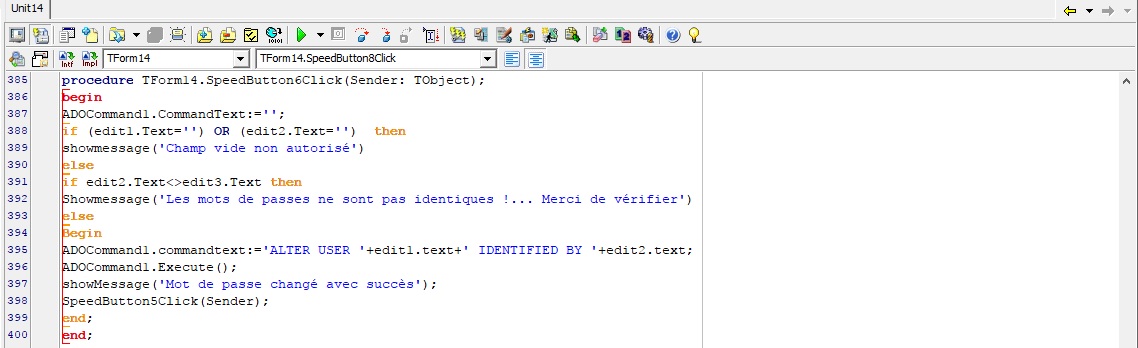 Unit14
Intf Impl TForm14 TForm14.SpeedButton8Click
385 procedure TForm14.SpeedButton6Click(Sender: TObject);
386 begin
387 ADOCommand1.CommandText:='';
388 if (edit1.Text='') OR (edit2.Text='')  then
389 showmessage('Champ vide non autorisé')
390 else
391 if edit2.Text<>edit3.Text then
392 Showmessage('Les mots de passes ne sont pas identiques !... Merci de vérifier')
393 else
394 Begin
395 ADOCommand1.commandtext:='ALTER USER '+edit1.text+' IDENTIFIED BY '+edit2.text;
396 ADOCommand1.Execute();
397 showMessage('Mot de passe changé avec succès');
398 SpeedButton5Click(Sender);
399 end;
400 end;